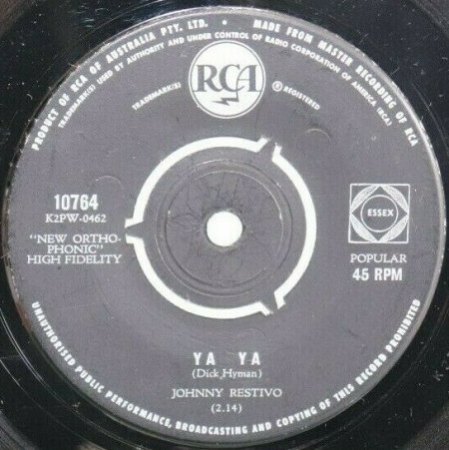 PRODUCT OF RCA OF AUSTRALIA PTY. LTD. • MADE FROM MASTER RECORDING OF RCA
TRADEMARK(S) USED BY AUTHORITY AND UNDER CONTROL OF RADIO CORPORATION OF AMERICA (RCA)
RCA
TRADEMARK(S) ® REGISTERED
10764
K2PW-0462
"NEW ORTHO-
PHONIC"
HIGH FIDELITY
ESSEX
POPULAR
45 RPM
YA YA
(Dick Hyman)
JOHNNY RESTIVO
(2.14)
UNAUTHORISED PUBLIC PERFORMANCE, BROADCASTING AND COPYING OF THIS RECORD PROHIBITED